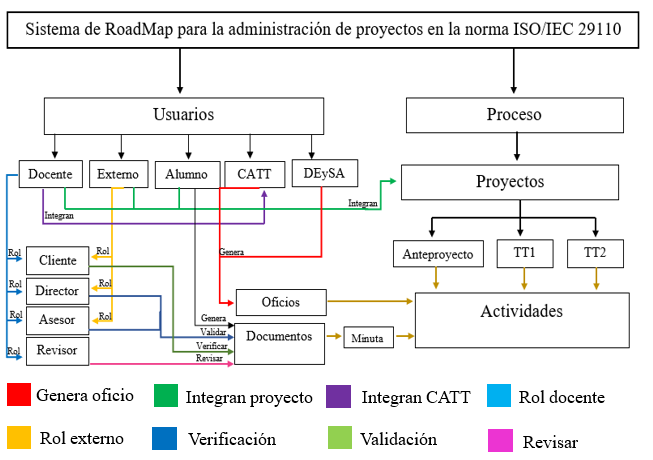 Sistema de RoadMap para la administración de proyectos en la norma ISO/IEC 29110
Usuarios
Proceso
Docente
Externo
Alumno
CATT
DEySA
Proyectos
Integran
Integran
Rol
Rol
Genera
Cliente
Anteproyecto
TT1
TT2
Rol
Rol
Director
Oficios
Actividades
Rol
Rol
Asesor
Genera
Validar
Documentos
Minuta
Rol
Revisor
Verificar
Revisar
Genera oficio
Integran proyecto
Integran CATT
Rol docente
Rol externo
Verificación
Validación
Revisar